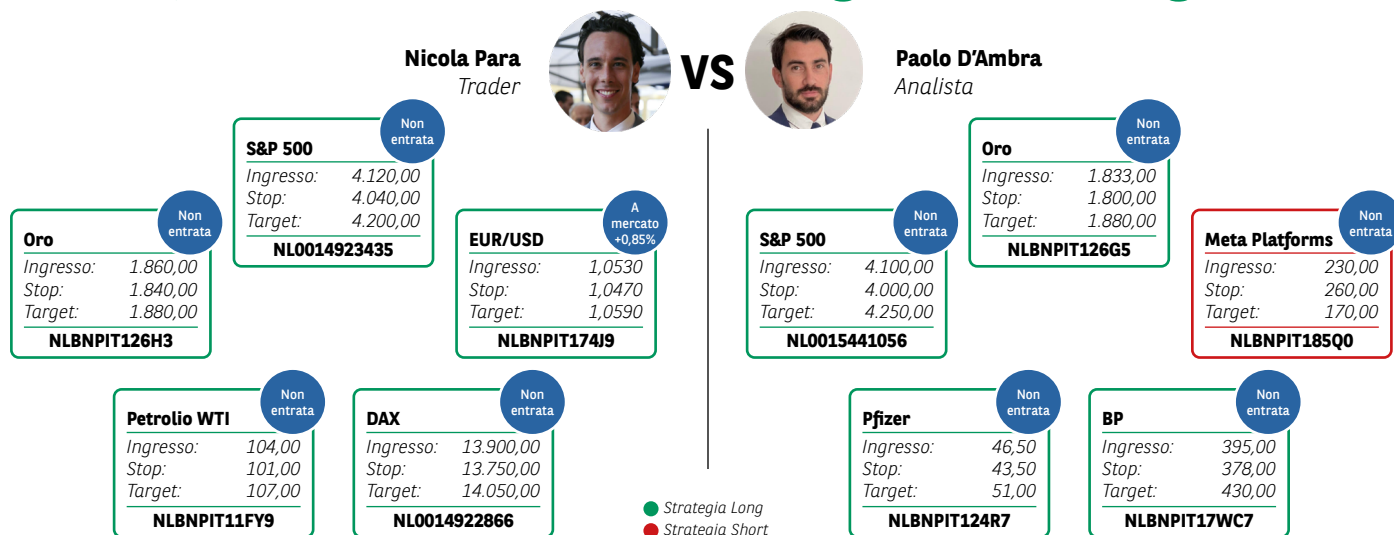 Nicola Para
Trader
VS
Paolo D'Ambra
Analista
Non
entrata
S&P 500
Ingresso: 4.120,00
Stop: 4.040,00
Target: 4.200,00
NL0014923435
Non
entrata
Oro
Ingresso: 1.860,00
Stop: 1.840,00
Target: 1.880,00
NLBNPIT126H3
A
mercato
+0,85%
EUR/USD
Ingresso: 1,0530
Stop: 1,0470
Target: 1,0590
NLBNPIT174J9
Non
entrata
Petrolio WTI
Ingresso: 104,00
Stop: 101,00
Target: 107,00
NLBNPIT11FY9
Non
entrata
DAX
Ingresso: 13.900,00
Stop: 13.750,00
Target: 14.050,00
NL0014922866
Non
entrata
Oro
Ingresso: 1.833,00
Stop: 1.800,00
Target: 1.880,00
NLBNPIT126G5
Non
entrata
S&P 500
Ingresso: 4.100,00
Stop: 4.000,00
Target: 4.250,00
NL0015441056
Non
entrata
Meta Platforms
Ingresso: 230,00
Stop: 260,00
Target: 170,00
NLBNPIT185Q0
Non
entrata
Pfizer
Ingresso: 46,50
Stop: 43,50
Target: 51,00
NLBNPIT124R7
Non
entrata
BP
Ingresso: 395,00
Stop: 378,00
Target: 430,00
NLBNPIT17WC7
Strategia Long
Strategia Short